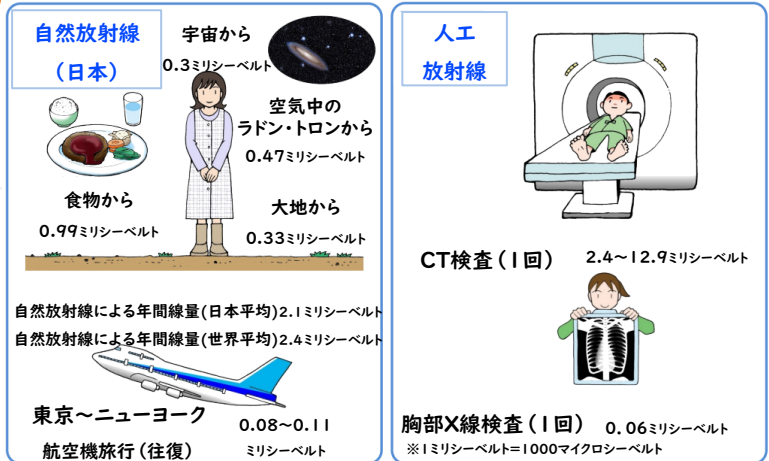 自然放射線
（日本）
宇宙から
0.3ミリシーベルト
空気中の
ラドン・トロンから
0.47ミリシーベルト
食物から
0.99ミリシーベルト
大地から
0.33ミリシーベルト
自然放射線による年間線量(日本平均)2.1ミリシーベルト
自然放射線による年間線量(世界平均)2.4ミリシーベルト
東京～ニューヨーク
航空機旅行（往復）
0.08～0.11
ミリシーベルト
人工
放射線
CT検査（1回）
2.4～12.9ミリシーベルト
胸部X線検査（1回）
0.06ミリシーベルト
※1ミリシーベルト=1000マイクロシーベルト